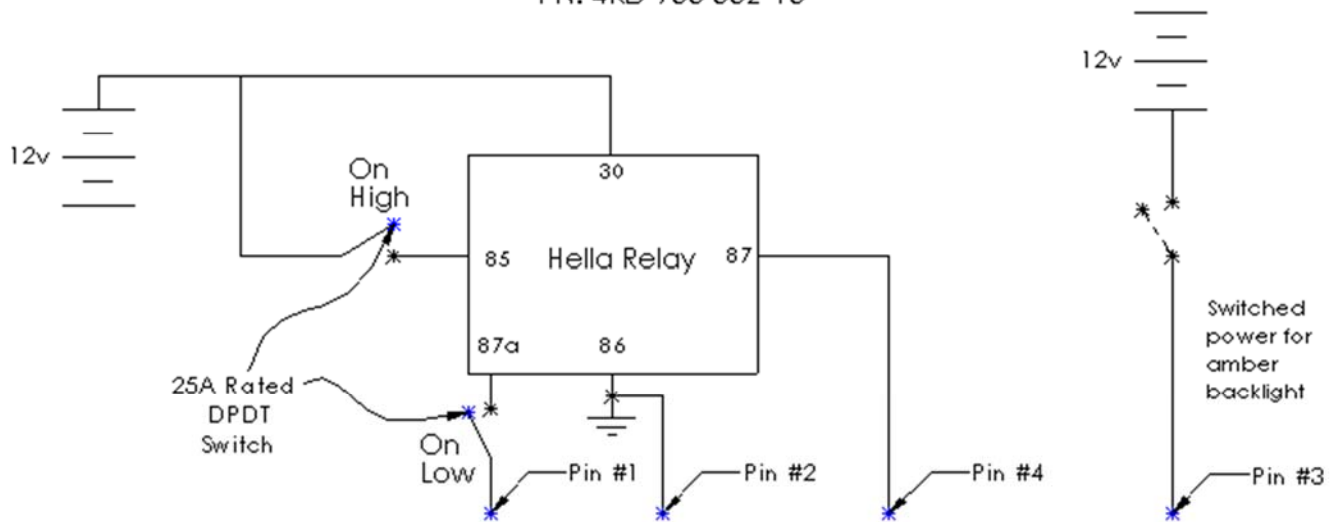 12v
12v
On
High
30
85
Hella Relay
87
87a
86
25A Rated
DPDT
Switch
On
Low
Pin #1
Pin #2
Pin #4
Switched
power for
amber
backlight
Pin #3